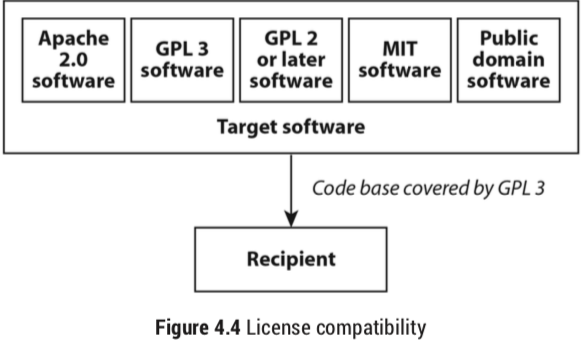 Apache
2.0
software
GPL 3
software
GPL 2
or later
software
MIT
software
Public
domain
software
Target software
Code base covered by GPL 3
Recipient
Figure 4.4 License compatibility